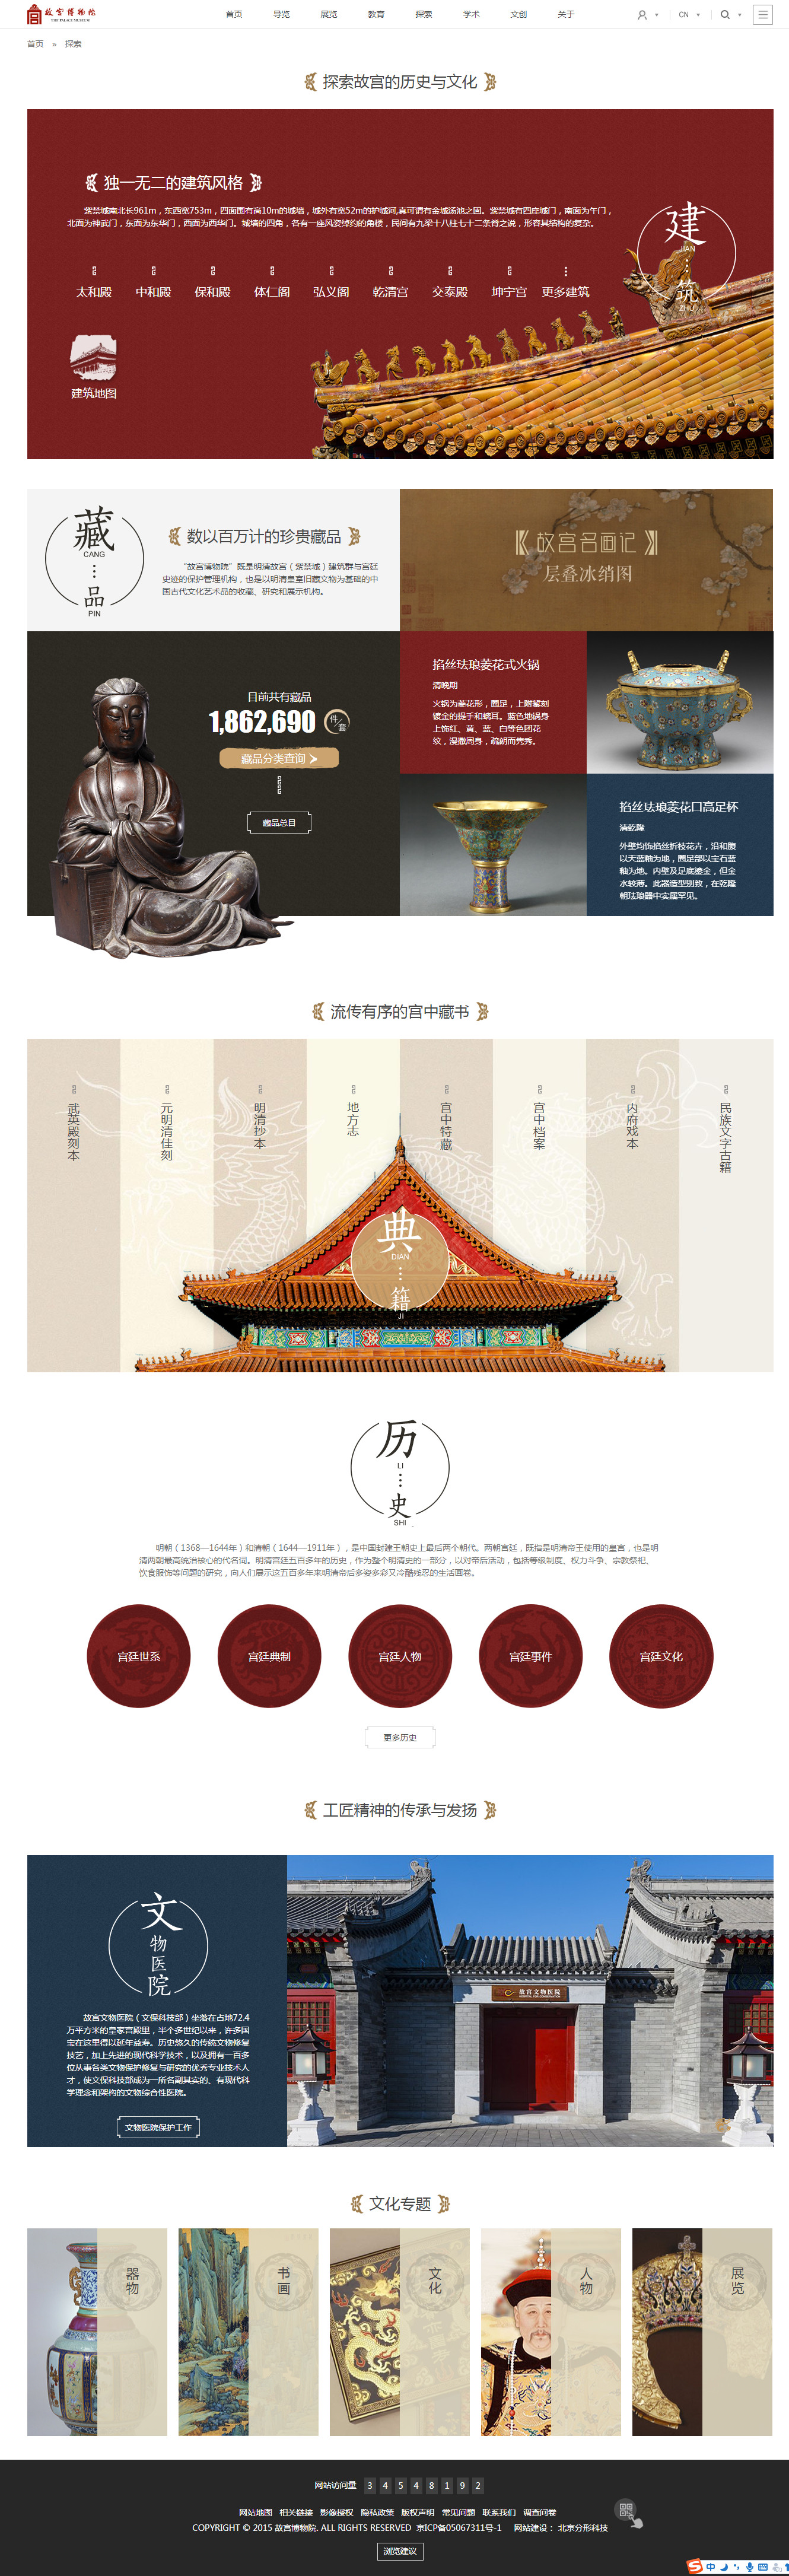 故宫博物院
THE PALACE MUSEUM
首页 导览 展览 教育 探索 学术 文创 关于
CN
首页 » 探索
探索故宫的历史与文化
独一无二的建筑风格
紫禁城南北长961m，东西宽753m，四面围有高10m的城墙，城外有宽52m的护城河,真可谓有金城汤池之固。紫禁城有四座城门，南面为午门，
北面为神武门，东面为东华门，西面为西华门。城墙的四角，各有一座风姿绰约的角楼，民间有九梁十八柱七十二条脊之说，形容其结构的复杂。
建
JIAN
筑
ZHU
太和殿 中和殿 保和殿 体仁阁 弘义阁 乾清宫 交泰殿 坤宁宫 更多建筑
建筑地图
藏
CANG
品
PIN
数以百万计的珍贵藏品
“故宫博物院”既是明清故宫（紫禁城）建筑群与宫廷
史迹的保护管理机构，也是以明清皇室旧藏文物为基础的中
国古代文化艺术品的收藏、研究和展示机构。
故宫名画记
层叠冰绡图
目前共有藏品
1,862,690 件/套
藏品分类查询
藏品总目
掐丝珐琅菱花式火锅
清晚期
火锅为菱花形，圈足，上附錾刻
镀金的提手和螭耳。蓝色地锅身
上饰红、黄、蓝、白等色团花
纹，漫撒周身，疏朗而隽秀。
掐丝珐琅菱花口高足杯
清乾隆
外壁均饰掐丝折枝花卉，沿和腹
以天蓝釉为地，圈足部以宝石蓝
釉为地。内壁及足底鎏金，但金
水较薄。此器造型别致，在乾隆
朝珐琅器中实属罕见。
流传有序的宫中藏书
武英殿刻本
元明清佳刻
明清抄本
地方志
宫中特藏
宫中档案
内府戏本
民族文字古籍
典
DIAN
籍
JI
历
LI
史
SHI
明朝（1368—1644年）和清朝（1644—1911年），是中国封建王朝史上最后两个朝代。两朝宫廷，既指是明清帝王使用的皇宫，也是明
清两朝最高统治核心的代名词。明清宫廷五百多年的历史，作为整个明清史的一部分，以对帝后活动，包括等级制度、权力斗争、宗教祭祀、
饮食服饰等问题的研究，向人们展示这五百多年来明清帝后多姿多彩又冷酷残忍的生活画卷。
宫廷世系 宫廷典制 宫廷人物 宫廷事件 宫廷文化
更多历史
工匠精神的传承与发扬
文
物
医
院
故宫文物医院（文保科技部）坐落在占地72.4
万平方米的皇家宫殿里，半个多世纪以来，许多国
宝在这里得以延年益寿。历史悠久的传统文物修复
技艺，加上先进的现代科学技术，以及拥有一百多
位从事各类文物保护修复与研究的优秀专业技术人
才，使文保科技部成为一所名副其实的、有现代科
学理念和架构的文物综合性医院。
文物医院保护工作
故宫文物医院
HOSPITAL FOR CONSERVATION
文化专题
器物
书画
文化
人物
展览
网站访问量 3 4 5 4 8 1 9 2
网站地图 相关链接 影像授权 隐私政策 版权声明 常见问题 联系我们 调查问卷
COPYRIGHT © 2015 故宫博物院. ALL RIGHTS RESERVED 京ICP备05067311号-1 网站建设： 北京分形科技
浏览建议
中